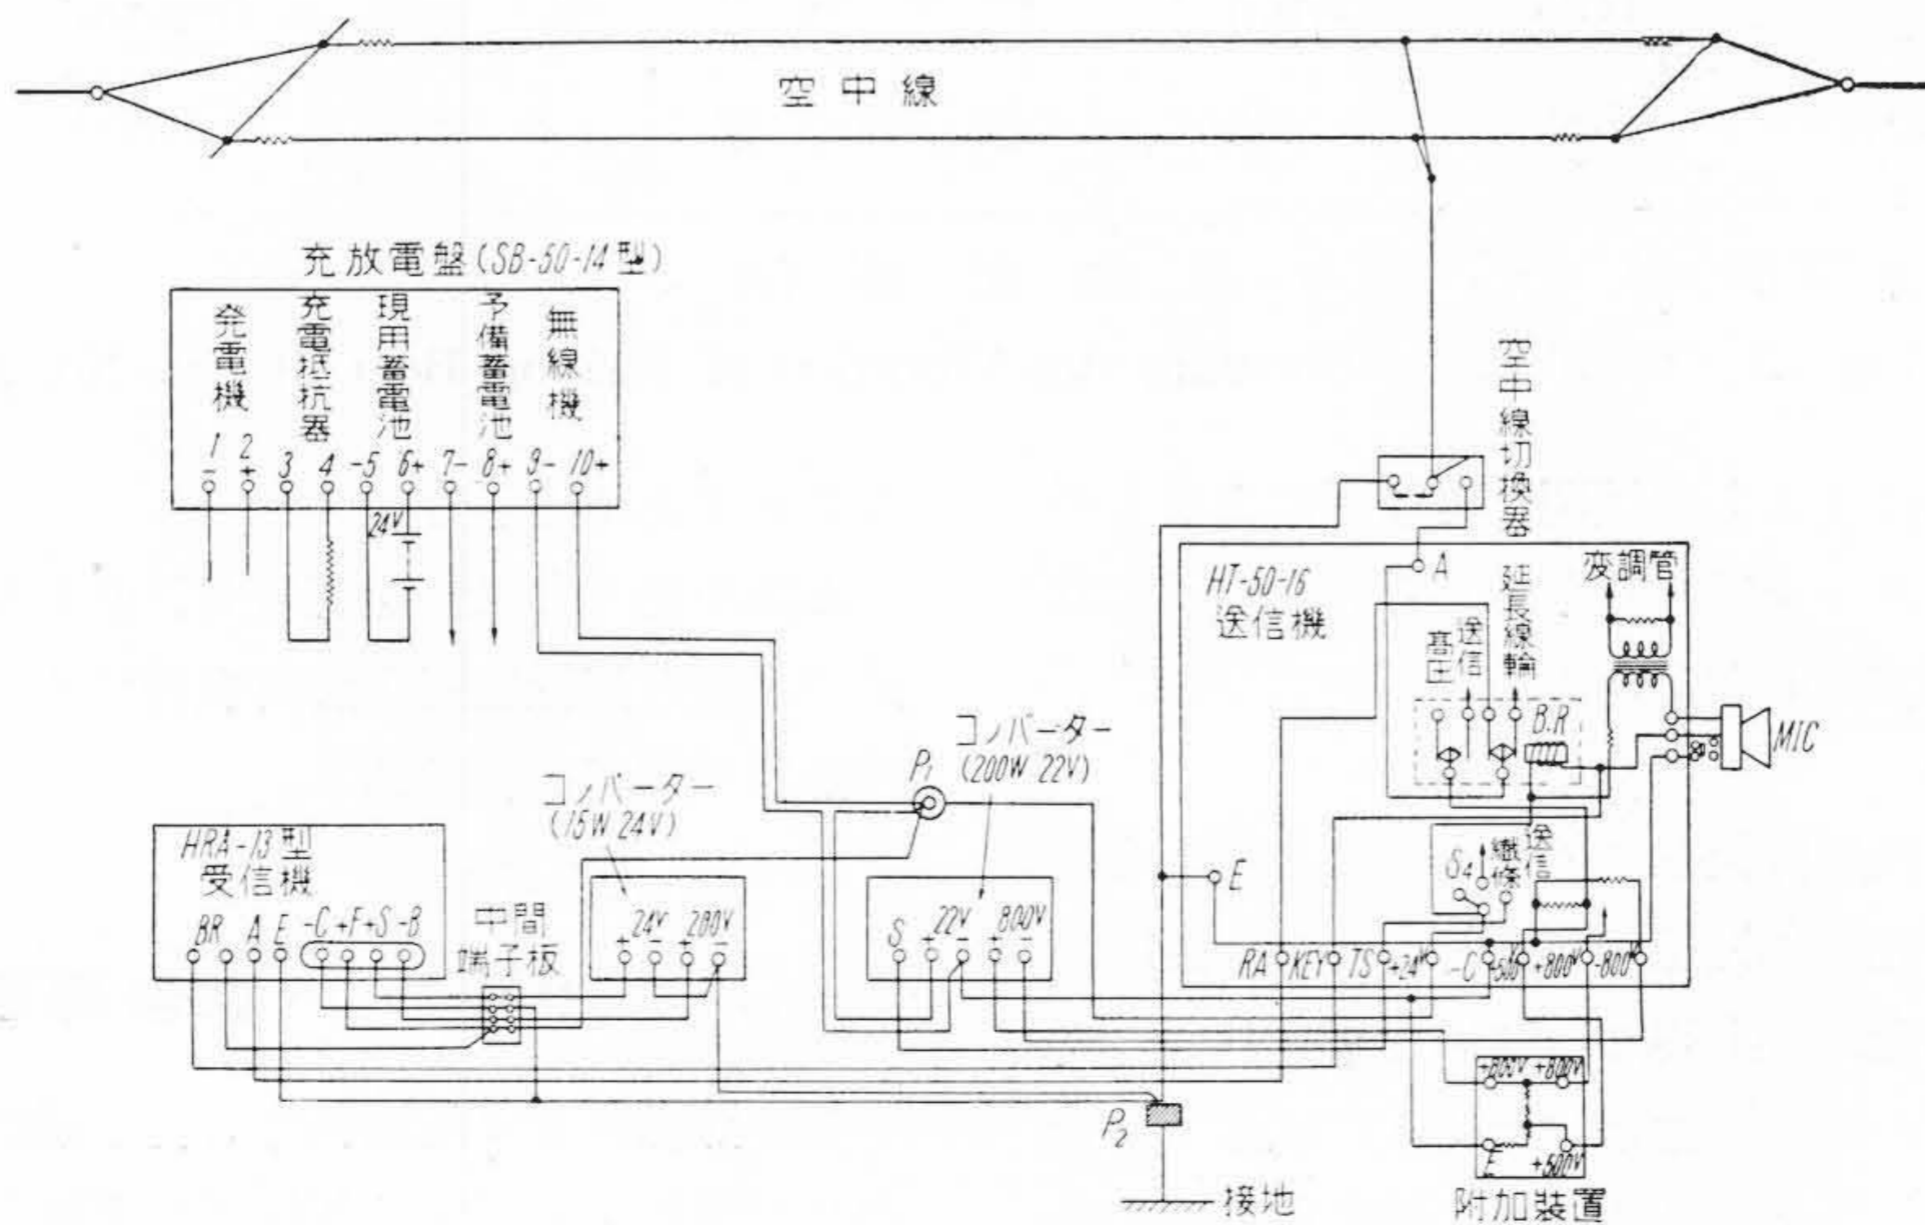 空中線
充放電盤(SB-50-14型)
発電機
充電抵抗器
現用蓄電池
予備蓄電池
無線機
1 2 3 4 -5 6+ 7- 8+ 9- 10+
- +
24V
空中線切換器
HT-50-16
送信機
A
変調管
延長線輪
送信
高圧
B.R
MIC
コンバーター
(200W 22V)
P1
コンバーター
(15W 24V)
HRA-13型
受信機
BR A E -C +F +S -B
中間
端子板
24V 280V
+ - + -
S 22V 800V
+ - + -
E
S4
繊條
送信
RA KEY TS +24V -C +500V +800V -800V
P2
接地
+800V +800V
E +500V
附加装置